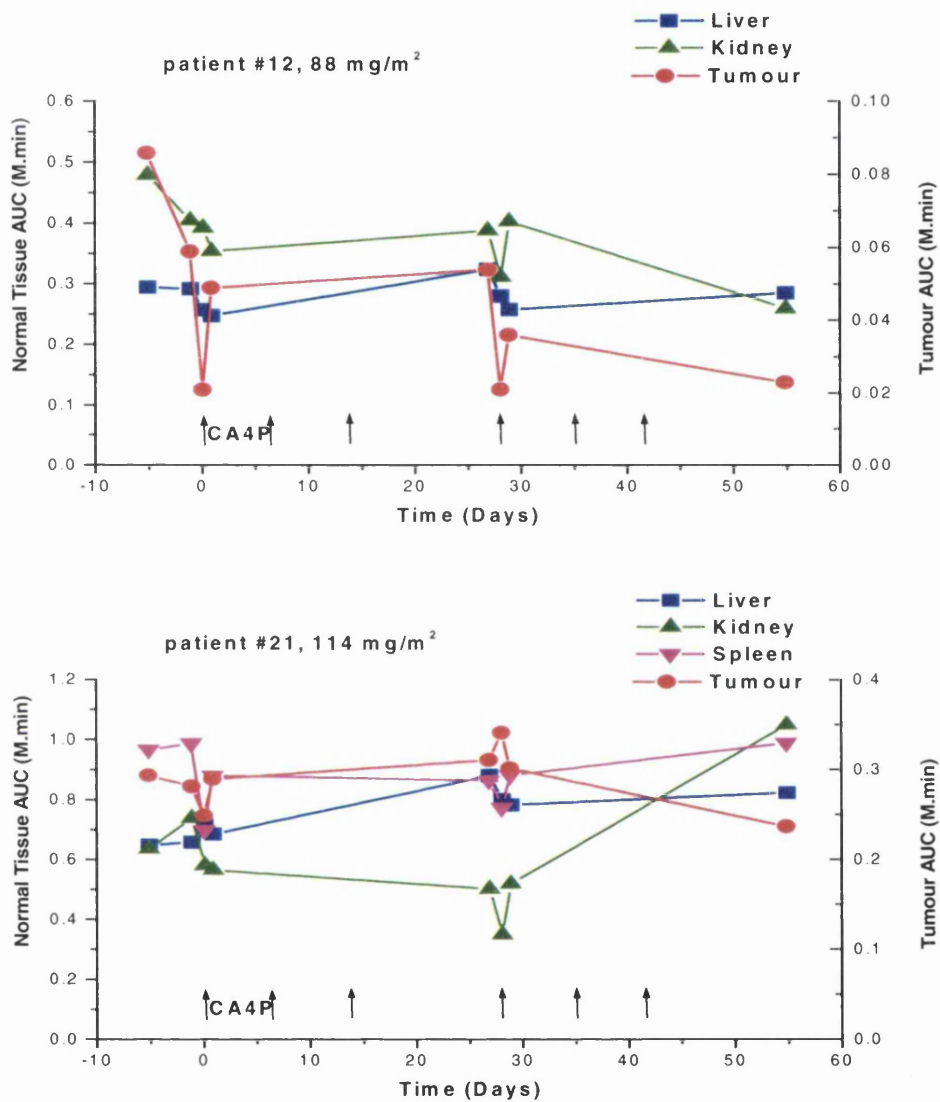 Liver
Kidney
Tumour
patient #12, 88 mg/m²
Normal Tissue AUC (M.min)
0.6
0.5
0.4
0.3
0.2
0.1
0.0
Tumour AUC (M.min)
0.10
0.08
0.06
0.04
0.02
0.00
CA4P
-10 0 10 20 30 40 50 60
Time (Days)
Liver
Kidney
Spleen
Tumour
patient #21, 114 mg/m²
Normal Tissue AUC (M.min)
1.2
1.0
0.8
0.6
0.4
0.2
0.0
Tumour AUC (M.min)
0.4
0.3
0.2
0.1
0.0
CA4P
-10 0 10 20 30 40 50 60
Time (Days)